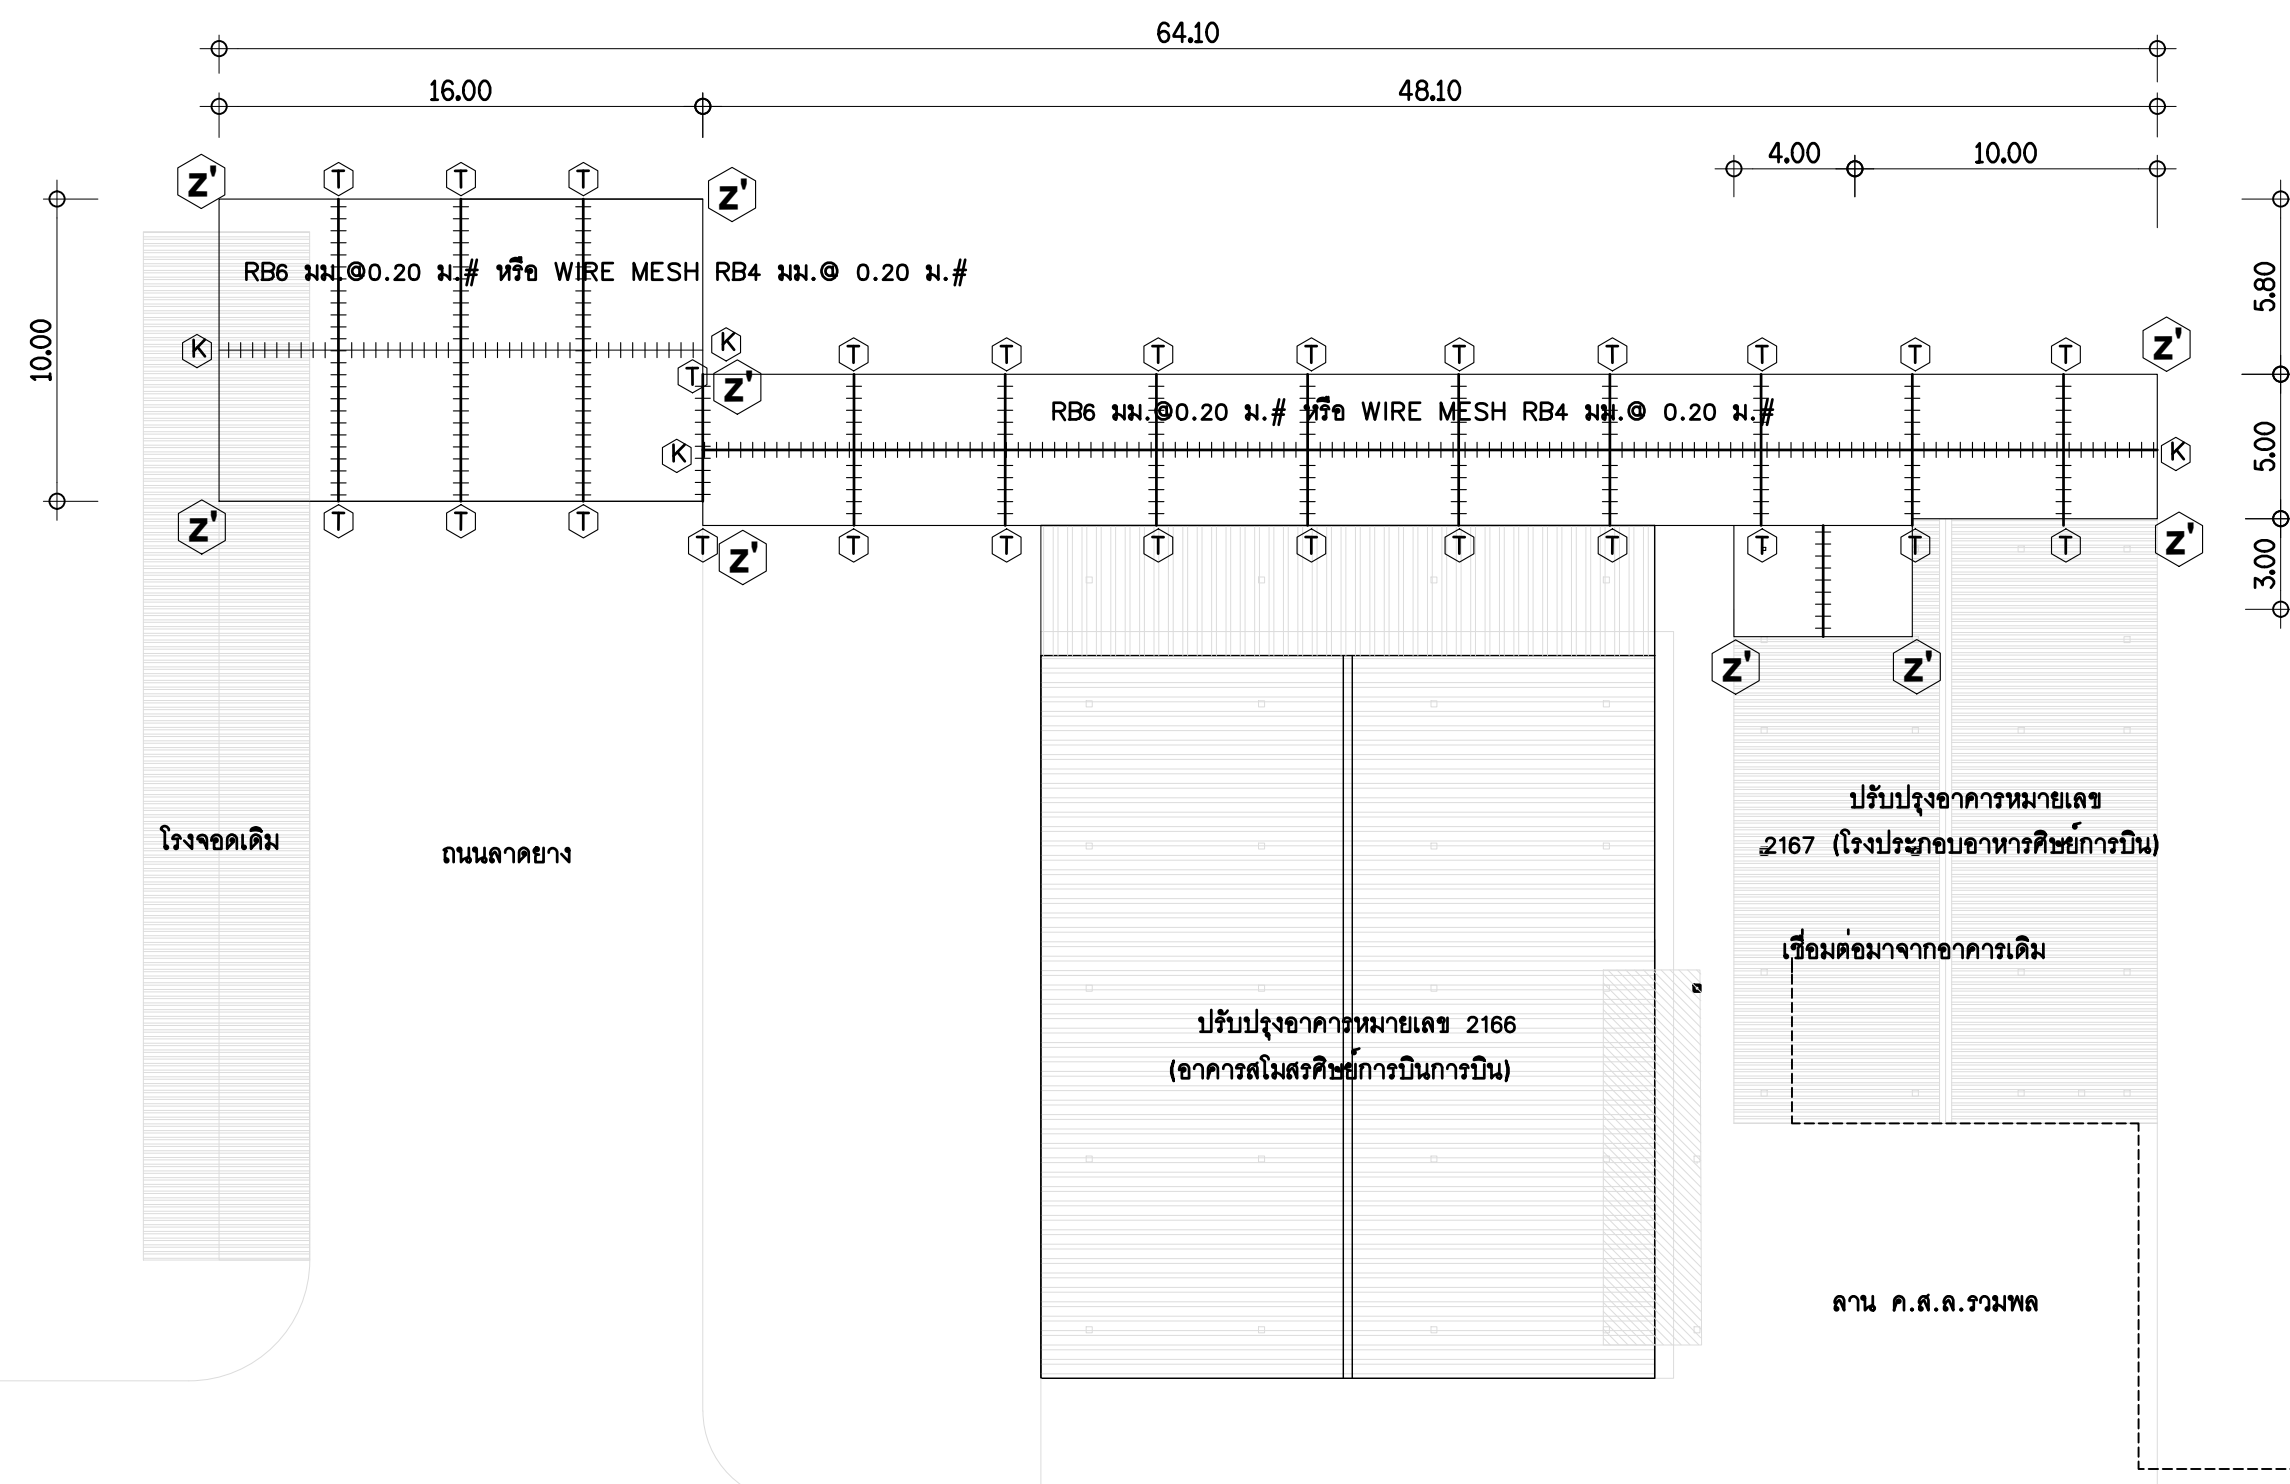 64.10
16.00
48.10
4.00
10.00
Z'
T
T
T
Z'
RB6 มม.@0.20 ม.# หรือ WIRE MESH RB4 มม.@ 0.20 ม.#
5.80
10.00
K
K
T
Z'
T
T
T
T
T
T
T
T
T
Z'
RB6 มม.@0.20 ม.# หรือ WIRE MESH RB4 มม.@ 0.20 ม.#
K
K
5.00
Z'
T
T
T
T
Z'
T
T
T
T
T
T
T
T
T
Z'
3.00
Z'
Z'
ปรับปรุงอาคารหมายเลข
2167 (โรงประกอบอาหารศิษย์การบิน)
โรงจอดเดิม
ถนนลาดยาง
เชื่อมต่อมาจากอาคารเดิม
ปรับปรุงอาคารหมายเลข 2166
(อาคารสโมสรศิษย์การบินการบิน)
ลาน ค.ส.ล.รวมพล